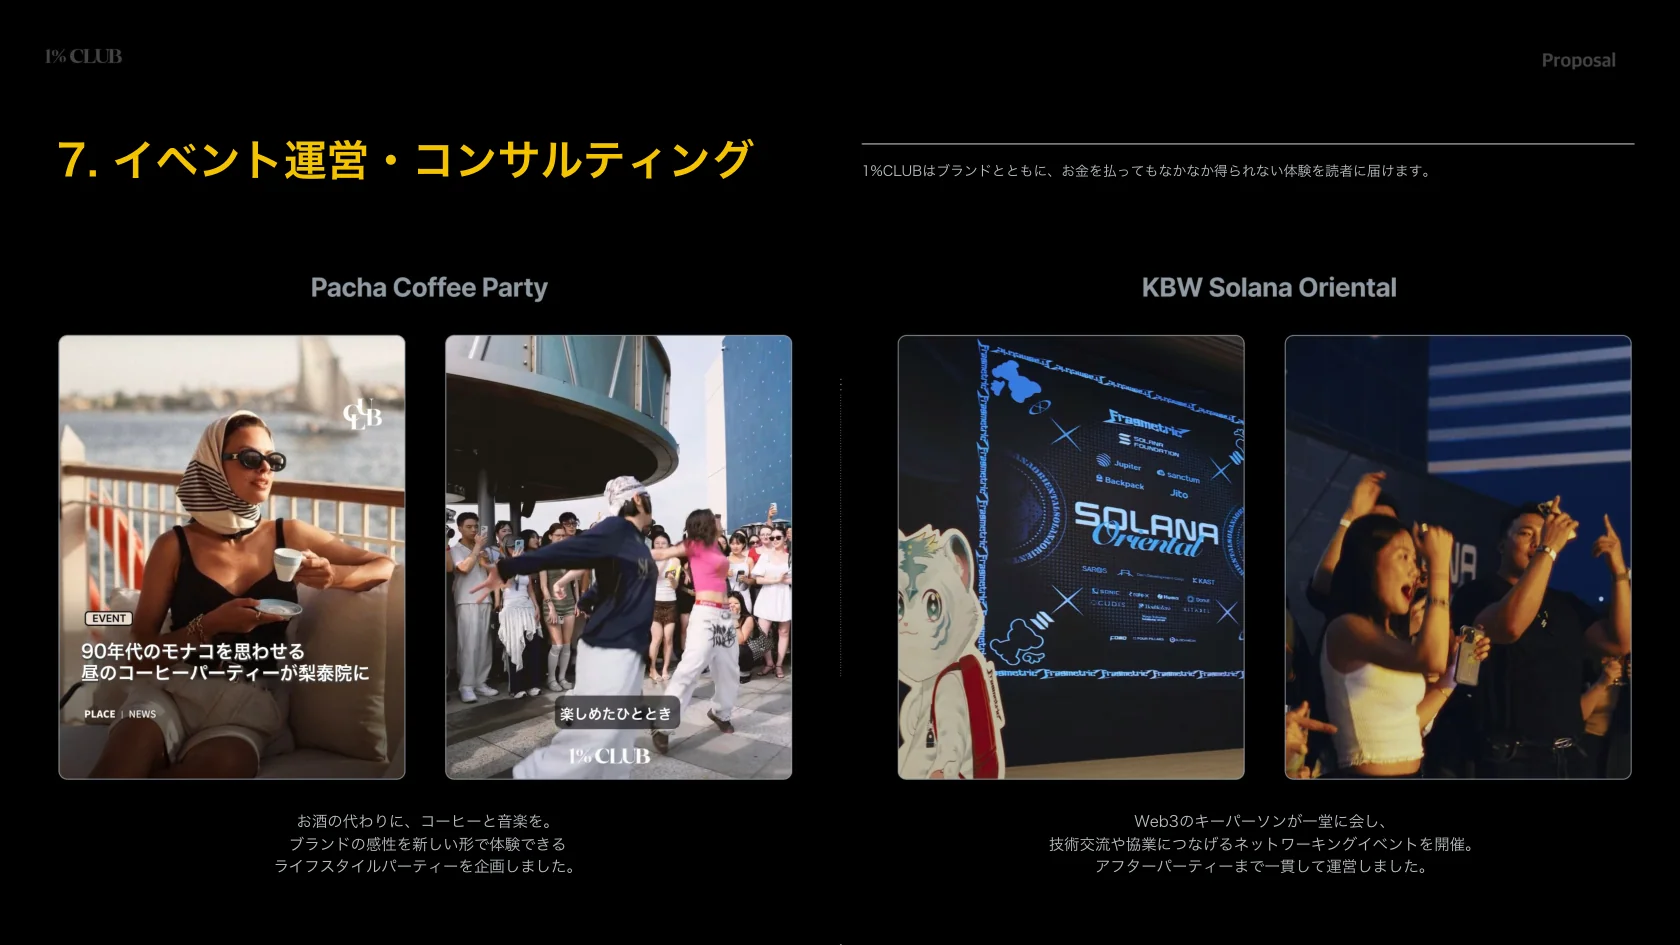 1% CLUB
Proposal
7. イベント運営・コンサルティング
1%CLUBはブランドとともに、お金を払ってもなかなか得られない体験を読者に届けます。
Pacha Coffee Party
CLUB
EVENT
90年代のモナコを思わせる
昼のコーヒーパーティーが梨泰院に
PLACE | NEWS
楽しめたひととき
1% CLUB
お酒の代わりに、コーヒーと音楽を。
ブランドの感性を新しい形で体験できる
ライフスタイルパーティーを企画しました。
KBW Solana Oriental
Fragmetric
SOLANA
FOUNDATION
Jupiter
sanctum
Backpack
Jito
SOLANA
Oriental
SAROS
KAST
Web3のキーパーソンが一堂に会し、
技術交流や協業につなげるネットワーキングイベントを開催。
アフターパーティーまで一貫して運営しました。